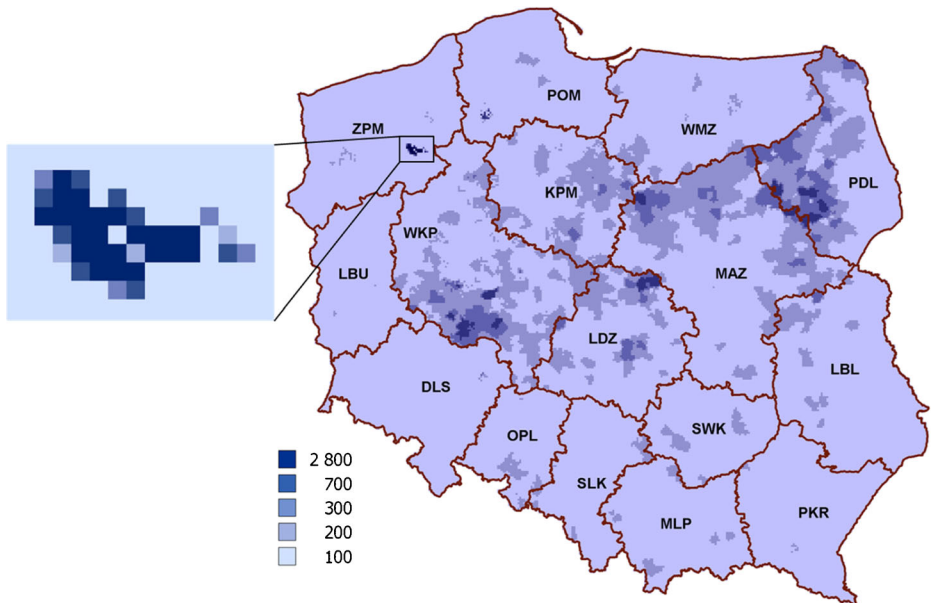 POM
ZPM
WMZ
PDL
KPM
WKP
LBU
MAZ
LDZ
LBL
DLS
OPL
SWK
SLK
MLP
PKR
2 800
700
300
200
100